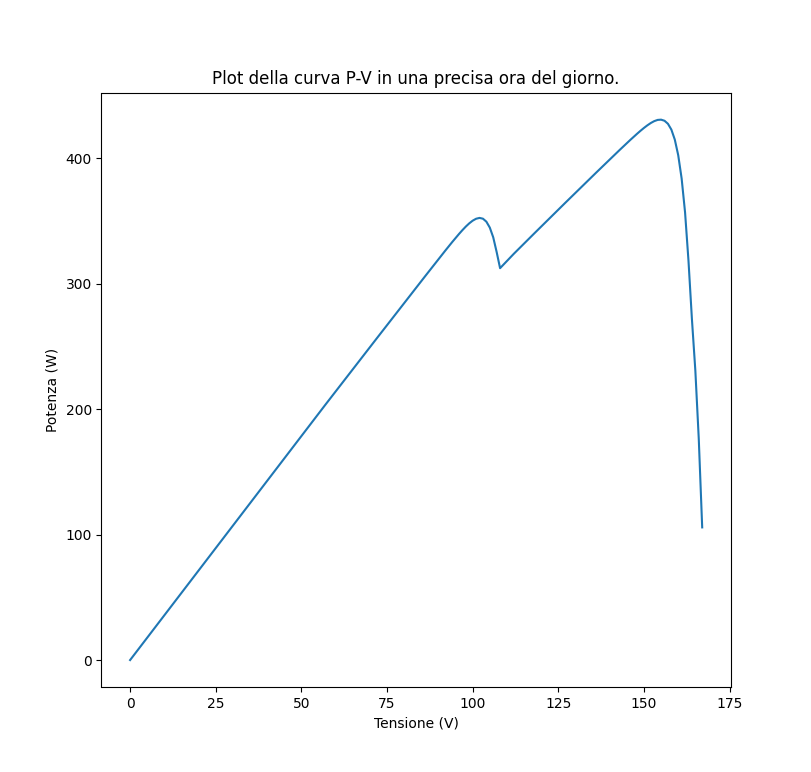 Plot della curva P-V in una precisa ora del giorno.
400
300
200
100
0
Potenza (W)
0 25 50 75 100 125 150 175
Tensione (V)